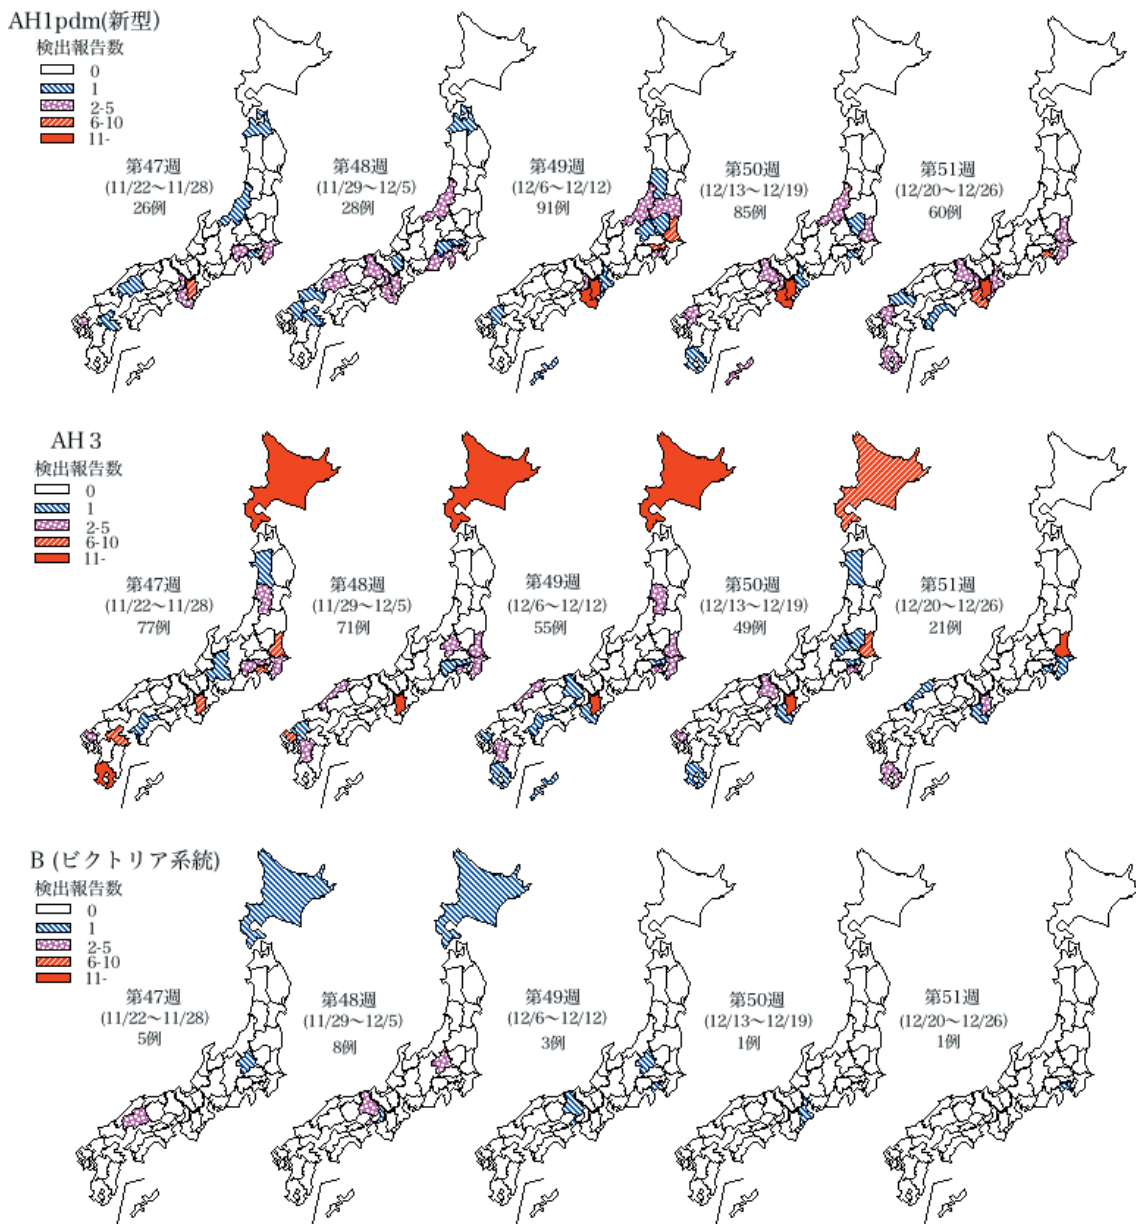 AH1pdm(新型)
検出報告数
0
1
2-5
6-10
11-
第47週
(11/22～11/28)
26例
第48週
(11/29～12/5)
28例
第49週
(12/6～12/12)
91例
第50週
(12/13～12/19)
85例
第51週
(12/20～12/26)
60例
AH 3
検出報告数
0
1
2-5
6-10
11-
第47週
(11/22～11/28)
77例
第48週
(11/29～12/5)
71例
第49週
(12/6～12/12)
55例
第50週
(12/13～12/19)
49例
第51週
(12/20～12/26)
21例
B (ビクトリア系統)
検出報告数
0
1
2-5
6-10
11-
第47週
(11/22～11/28)
5例
第48週
(11/29～12/5)
8例
第49週
(12/6～12/12)
3例
第50週
(12/13～12/19)
1例
第51週
(12/20～12/26)
1例